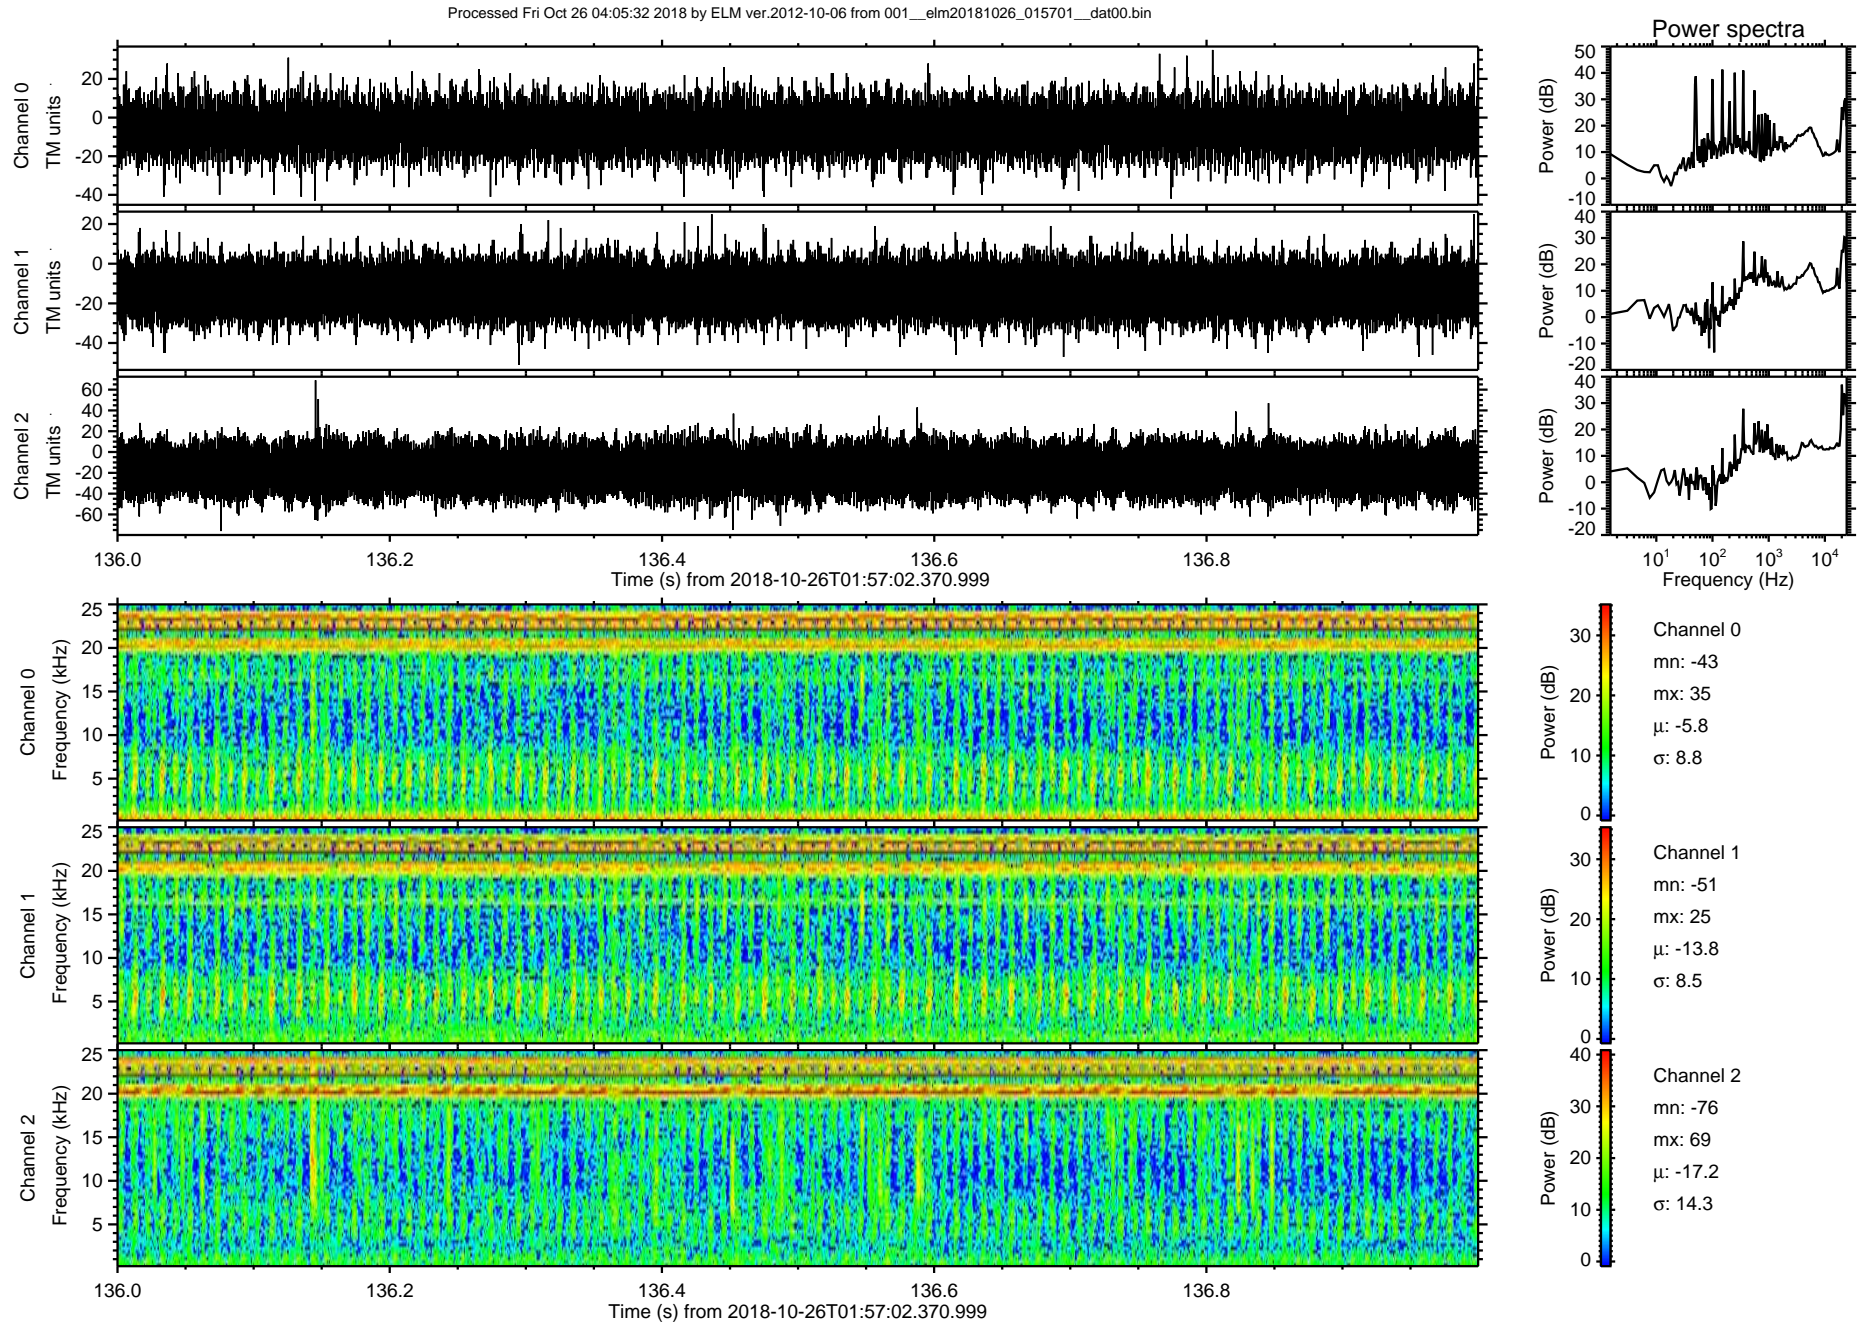 Processed Fri Oct 26 04:05:32 2018 by ELM ver.2012-10-06 from 001__elm20181026_015701__dat00.bin
Power spectra
Channel 0
TM units
20
0
-20
-40
Power (dB)
50
40
30
20
10
0
-10
Channel 1
TM units
20
0
-20
-40
Power (dB)
40
30
20
10
0
-10
-20
Channel 2
TM units
60
40
20
0
-20
-40
-60
Power (dB)
40
30
20
10
0
-10
-20
136.0 136.2 136.4 136.6 136.8
Time (s) from 2018-10-26T01:57:02.370.999
10^1 10^2 10^3 10^4
Frequency (Hz)
Channel 0
Frequency (kHz)
25
20
15
10
5
Power (dB)
30
20
10
0
Channel 0
mn: -43
mx: 35
μ: -5.8
σ: 8.8
Channel 1
Frequency (kHz)
25
20
15
10
5
Power (dB)
30
20
10
0
Channel 1
mn: -51
mx: 25
μ: -13.8
σ: 8.5
Channel 2
Frequency (kHz)
25
20
15
10
5
Power (dB)
40
30
20
10
0
Channel 2
mn: -76
mx: 69
μ: -17.2
σ: 14.3
136.0 136.2 136.4 136.6 136.8
Time (s) from 2018-10-26T01:57:02.370.999